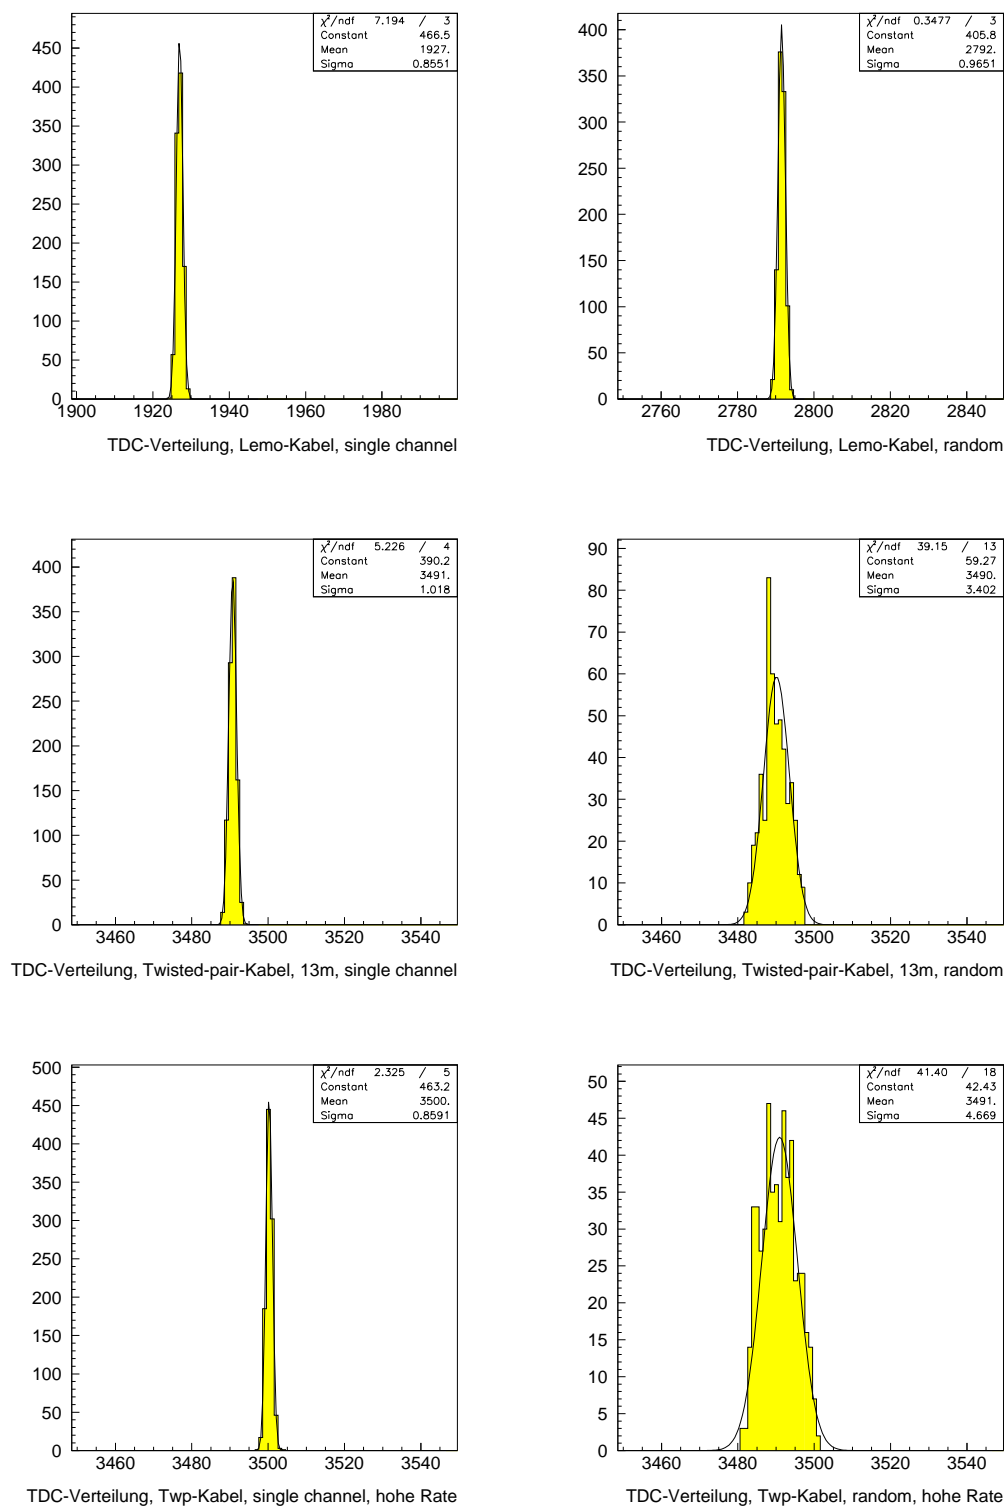 χ²/ndf 7.194 / 3
Constant 466.5
Mean 1927.
Sigma 0.8551
450
400
350
300
250
200
150
100
50
0
1900 1920 1940 1960 1980
TDC-Verteilung, Lemo-Kabel, single channel
χ²/ndf 0.3477 / 3
Constant 405.8
Mean 2792.
Sigma 0.9651
400
350
300
250
200
150
100
50
0
2760 2780 2800 2820 2840
TDC-Verteilung, Lemo-Kabel, random
χ²/ndf 5.226 / 4
Constant 390.2
Mean 3491.
Sigma 1.018
400
350
300
250
200
150
100
50
0
3460 3480 3500 3520 3540
TDC-Verteilung, Twisted-pair-Kabel, 13m, single channel
χ²/ndf 39.15 / 13
Constant 59.27
Mean 3490.
Sigma 3.402
90
80
70
60
50
40
30
20
10
0
3460 3480 3500 3520 3540
TDC-Verteilung, Twisted-pair-Kabel, 13m, random
χ²/ndf 2.325 / 5
Constant 463.2
Mean 3500.
Sigma 0.8591
500
450
400
350
300
250
200
150
100
50
0
3460 3480 3500 3520 3540
TDC-Verteilung, Twp-Kabel, single channel, hohe Rate
χ²/ndf 41.40 / 18
Constant 42.43
Mean 3491.
Sigma 4.669
50
45
40
35
30
25
20
15
10
5
0
3460 3480 3500 3520 3540
TDC-Verteilung, Twp-Kabel, random, hohe Rate